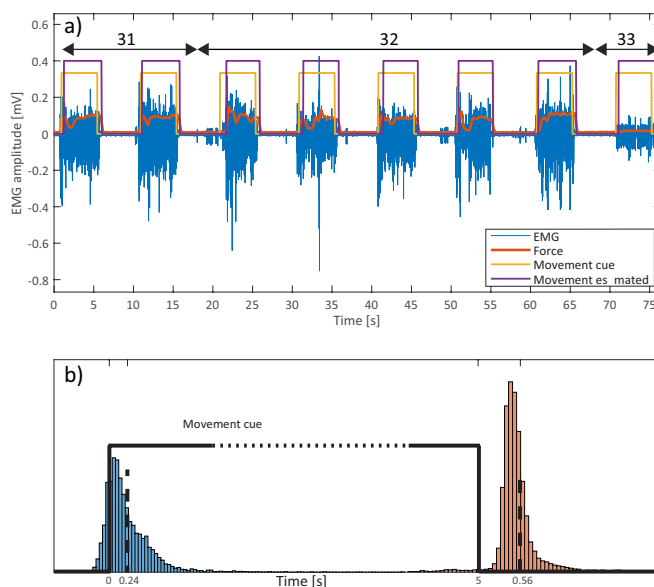 a)
31
32
33
0.6
0.4
0.2
0
-0.2
-0.4
-0.6
-0.8
EMG amplitude [mV]
EMG
Force
Movement cue
Movement es mated
0 5 10 15 20 25 30 35 40 45 50 55 60 65 70 75
Time [s]
b)
Movement cue
0 0.24 Time [s] 5 0.56